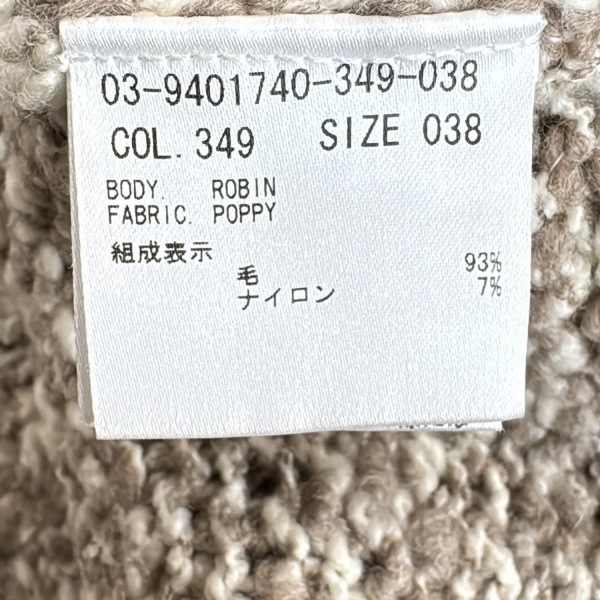 03-9401740-349-038
COL. 349 SIZE 038
BODY. ROBIN
FABRIC. POPPY
組成表示
毛 93%
ナイロン 7%